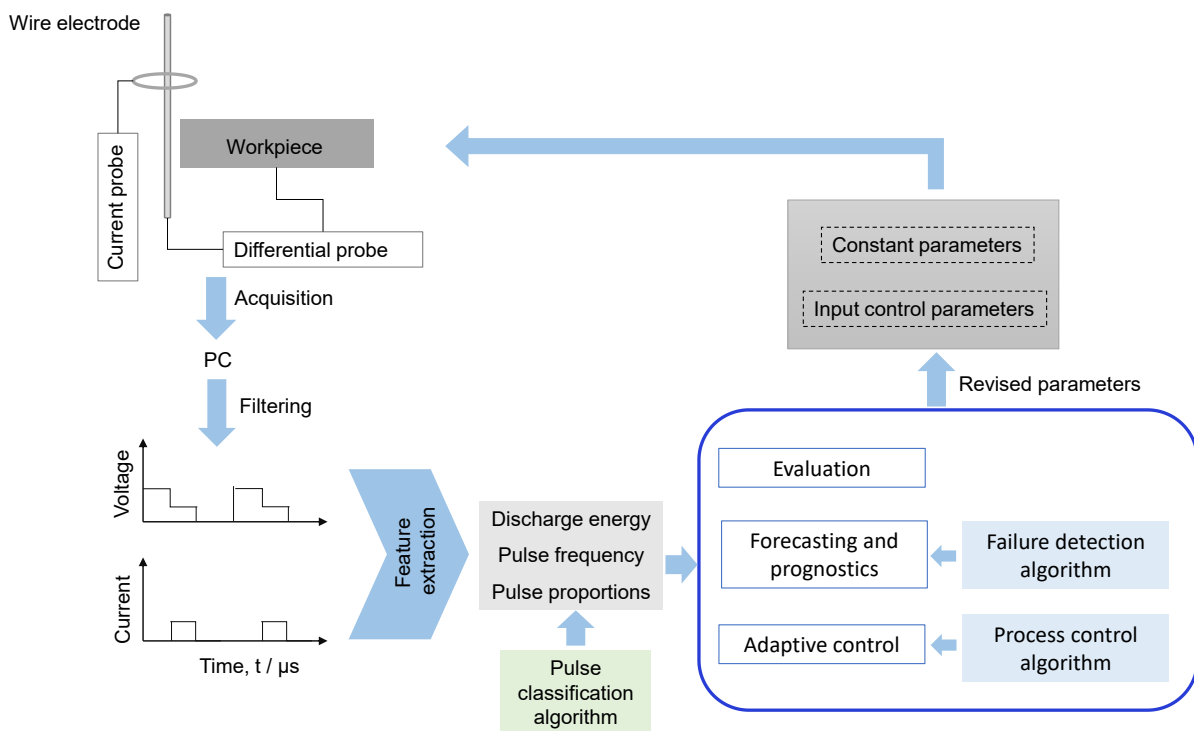 Wire electrode
Current probe
Workpiece
Differential probe
Acquisition
PC
Filtering
Voltage
Current
Time, t / µs
Feature
extraction
Discharge energy
Pulse frequency
Pulse proportions
Pulse
classification
algorithm
Constant parameters
Input control parameters
Revised parameters
Evaluation
Forecasting and
prognostics
Failure detection
algorithm
Adaptive control
Process control
algorithm